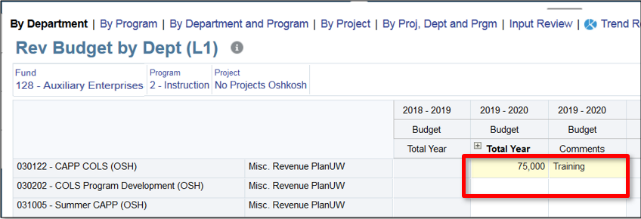 By Department | By Program | By Department and Program | By Project | By Proj, Dept and Prgm | Input Review | Trend R
Rev Budget by Dept (L1)
Fund Program Project
128 - Auxiliary Enterprises 2 - Instruction No Projects Oshkosh
2018 - 2019 2019 - 2020 2019 - 2020
Budget Budget Budget
Total Year Total Year Comments
030122 - CAPP COLS (OSH) Misc. Revenue PlanUW 75,000 Training
030202 - COLS Program Development (OSH) Misc. Revenue PlanUW
031005 - Summer CAPP (OSH) Misc. Revenue PlanUW